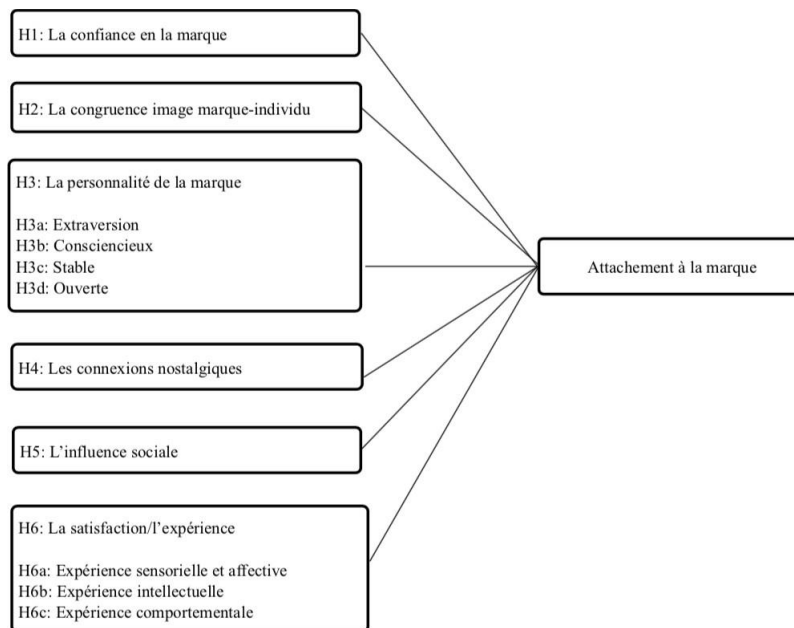 H1: La confiance en la marque
H2: La congruence image marque-individu
H3: La personnalité de la marque
H3a: Extraversion
H3b: Consciencieux
H3c: Stable
H3d: Ouverte
Attachement à la marque
H4: Les connexions nostalgiques
H5: L’influence sociale
H6: La satisfaction/l’expérience
H6a: Expérience sensorielle et affective
H6b: Expérience intellectuelle
H6c: Expérience comportementale